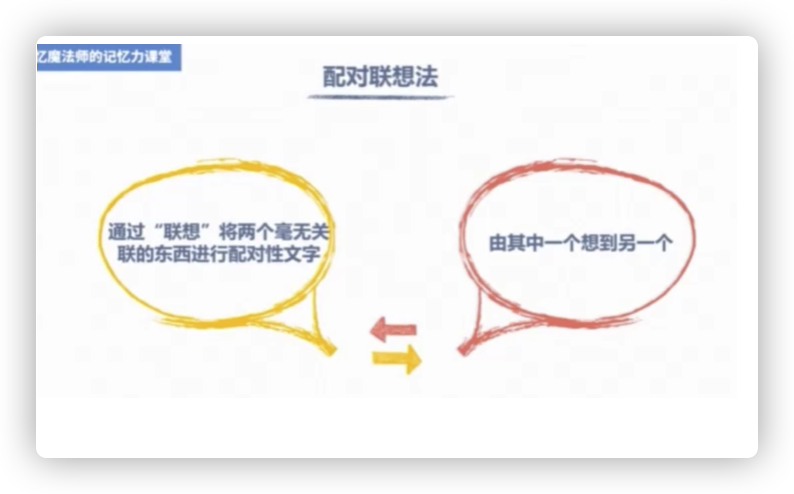 忆魔法师的记忆力课堂
配对联想法
通过“联想”将两个毫无关
联的东西进行配对性文字
由其中一个想到另一个